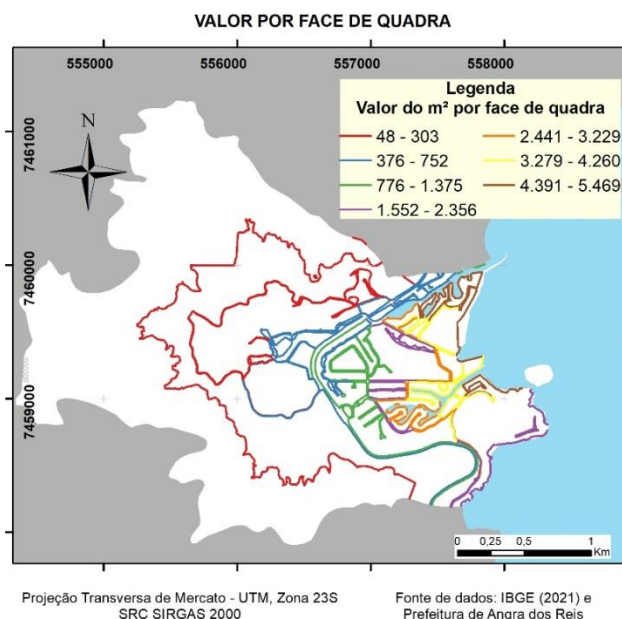 VALOR POR FACE DE QUADRA
555000 556000 557000 558000
Legenda
Valor do m² por face de quadra
48 - 303
376 - 752
776 - 1.375
1.552 - 2.356
2.441 - 3.229
3.279 - 4.260
4.391 - 5.469
N
7461000
7460000
7459000
0 0,25 0,5 1
Km
Projeção Transversa de Mercato - UTM, Zona 23S
SRC SIRGAS 2000
Fonte de dados: IBGE (2021) e
Prefeitura de Angra dos Reis